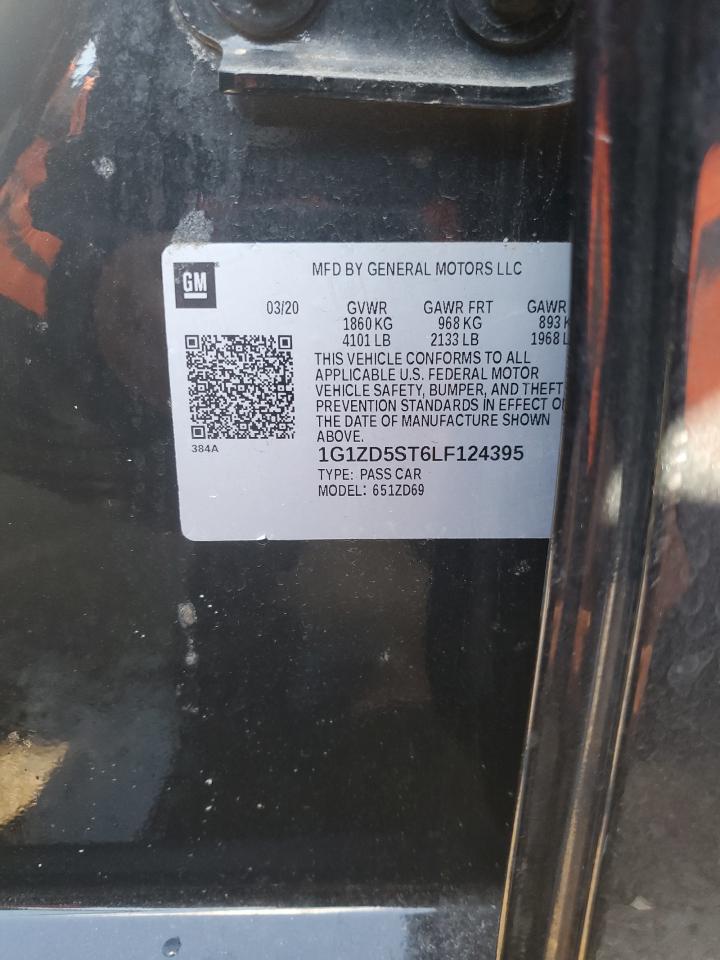 GM
MFD BY GENERAL MOTORS LLC
03/20 GVWR GAWR FRT GAWR
1860 KG 968 KG 893
4101 LB 2133 LB 1968
THIS VEHICLE CONFORMS TO ALL
APPLICABLE U.S. FEDERAL MOTOR
VEHICLE SAFETY, BUMPER, AND THEFT
PREVENTION STANDARDS IN EFFECT
THE DATE OF MANUFACTURE SHOWN
ABOVE.
384A
1G1ZD5ST6LF124395
TYPE: PASS CAR
MODEL: 651ZD69